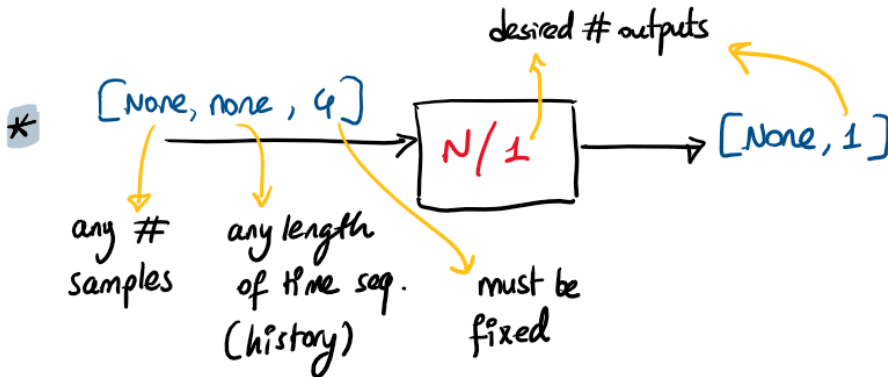 desired # outputs
* [None, none, 4]
N/1
[None, 1]
any #
samples
any length
of time seq.
(history)
must be
fixed